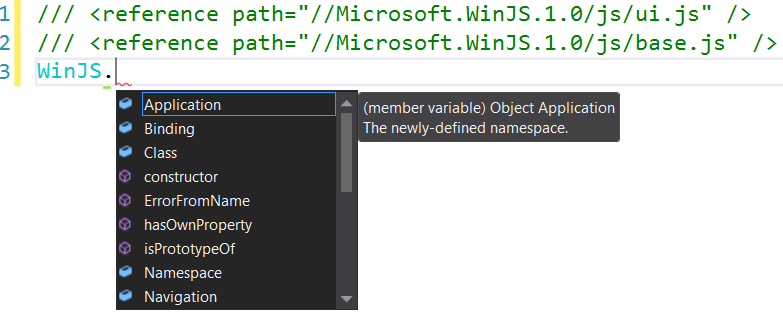 1 /// <reference path="//Microsoft.WinJS.1.0/js/ui.js" />
2 /// <reference path="//Microsoft.WinJS.1.0/js/base.js" />
3 WinJS.
Application
(member variable) Object Application
The newly-defined namespace.
Binding
Class
constructor
ErrorFromName
hasOwnProperty
isPrototypeOf
Namespace
Navigation